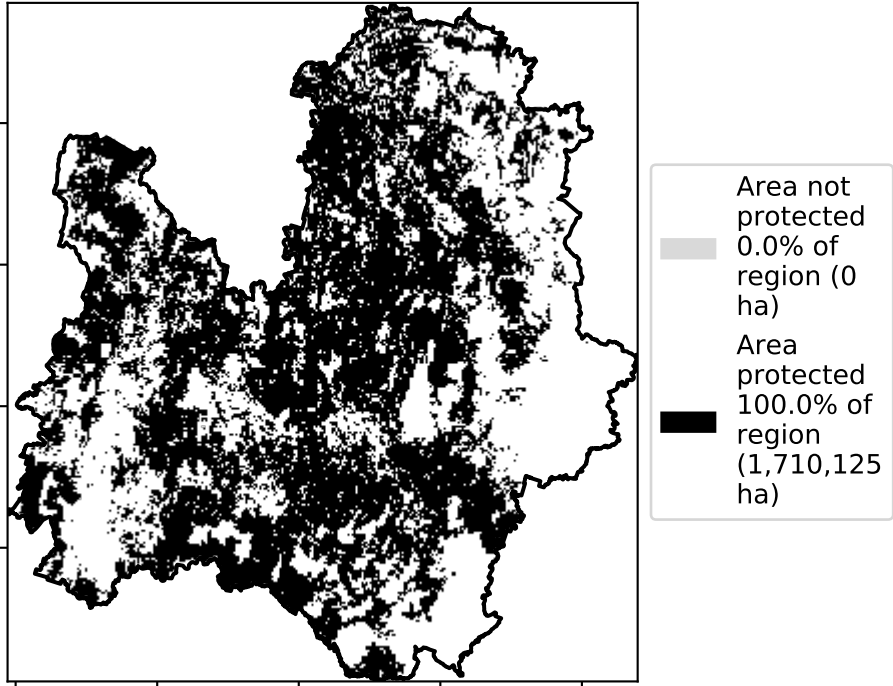 Area not
protected
0.0% of
region (0
ha)
Area
protected
100.0% of
region
(1,710,125
ha)